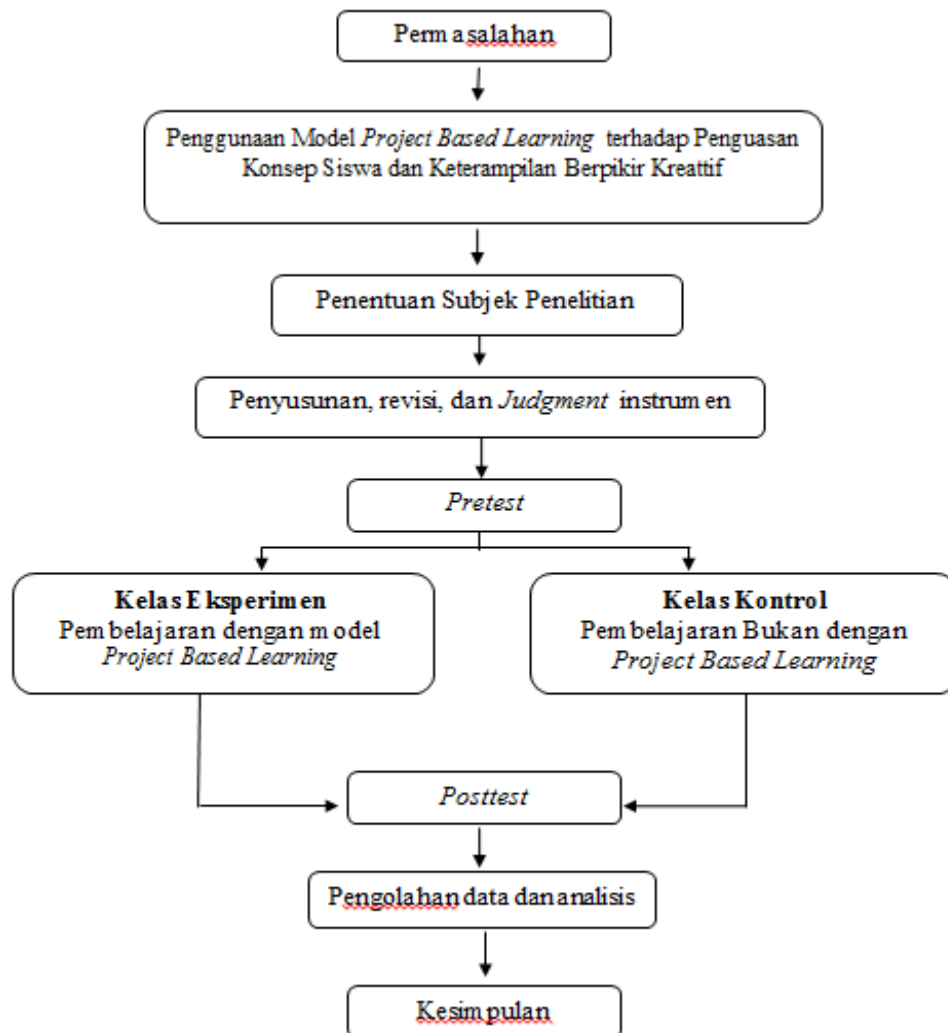 Permasalahan
Penggunaan Model Project Based Learning terhadap Penguasan
Konsep Siswa dan Keterampilan Berpikir Kreattif
Penentuan Subjek Penelitian
Penyusunan, revisi, dan Judgment instrumen
Pretest
Kelas Eksperimen
Pembelajaran dengan model
Project Based Learning
Kelas Kontrol
Pembelajaran Bukan dengan
Project Based Learning
Posttest
Pengolahan data dan analisis
Kesimpulan